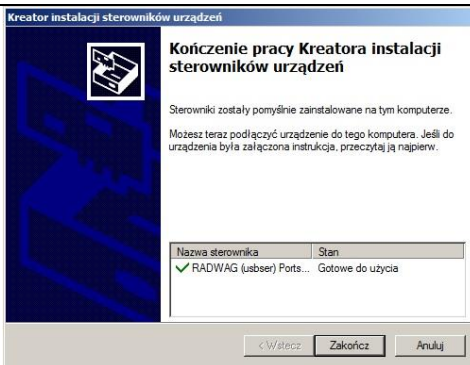 Kreator instalacji sterowników urządzeń
Kończenie pracy Kreatora instalacji
sterowników urządzeń
Sterowniki zostały pomyślnie zainstalowane na tym komputerze.
Możesz teraz podłączyć urządzenie do tego komputera. Jeśli do
urządzenia była załączona instrukcja, przeczytaj ją najpierw.
Nazwa sterownika Stan
RADWAG (usbser) Ports... Gotowe do użycia
< Wstecz Zakończ Anuluj